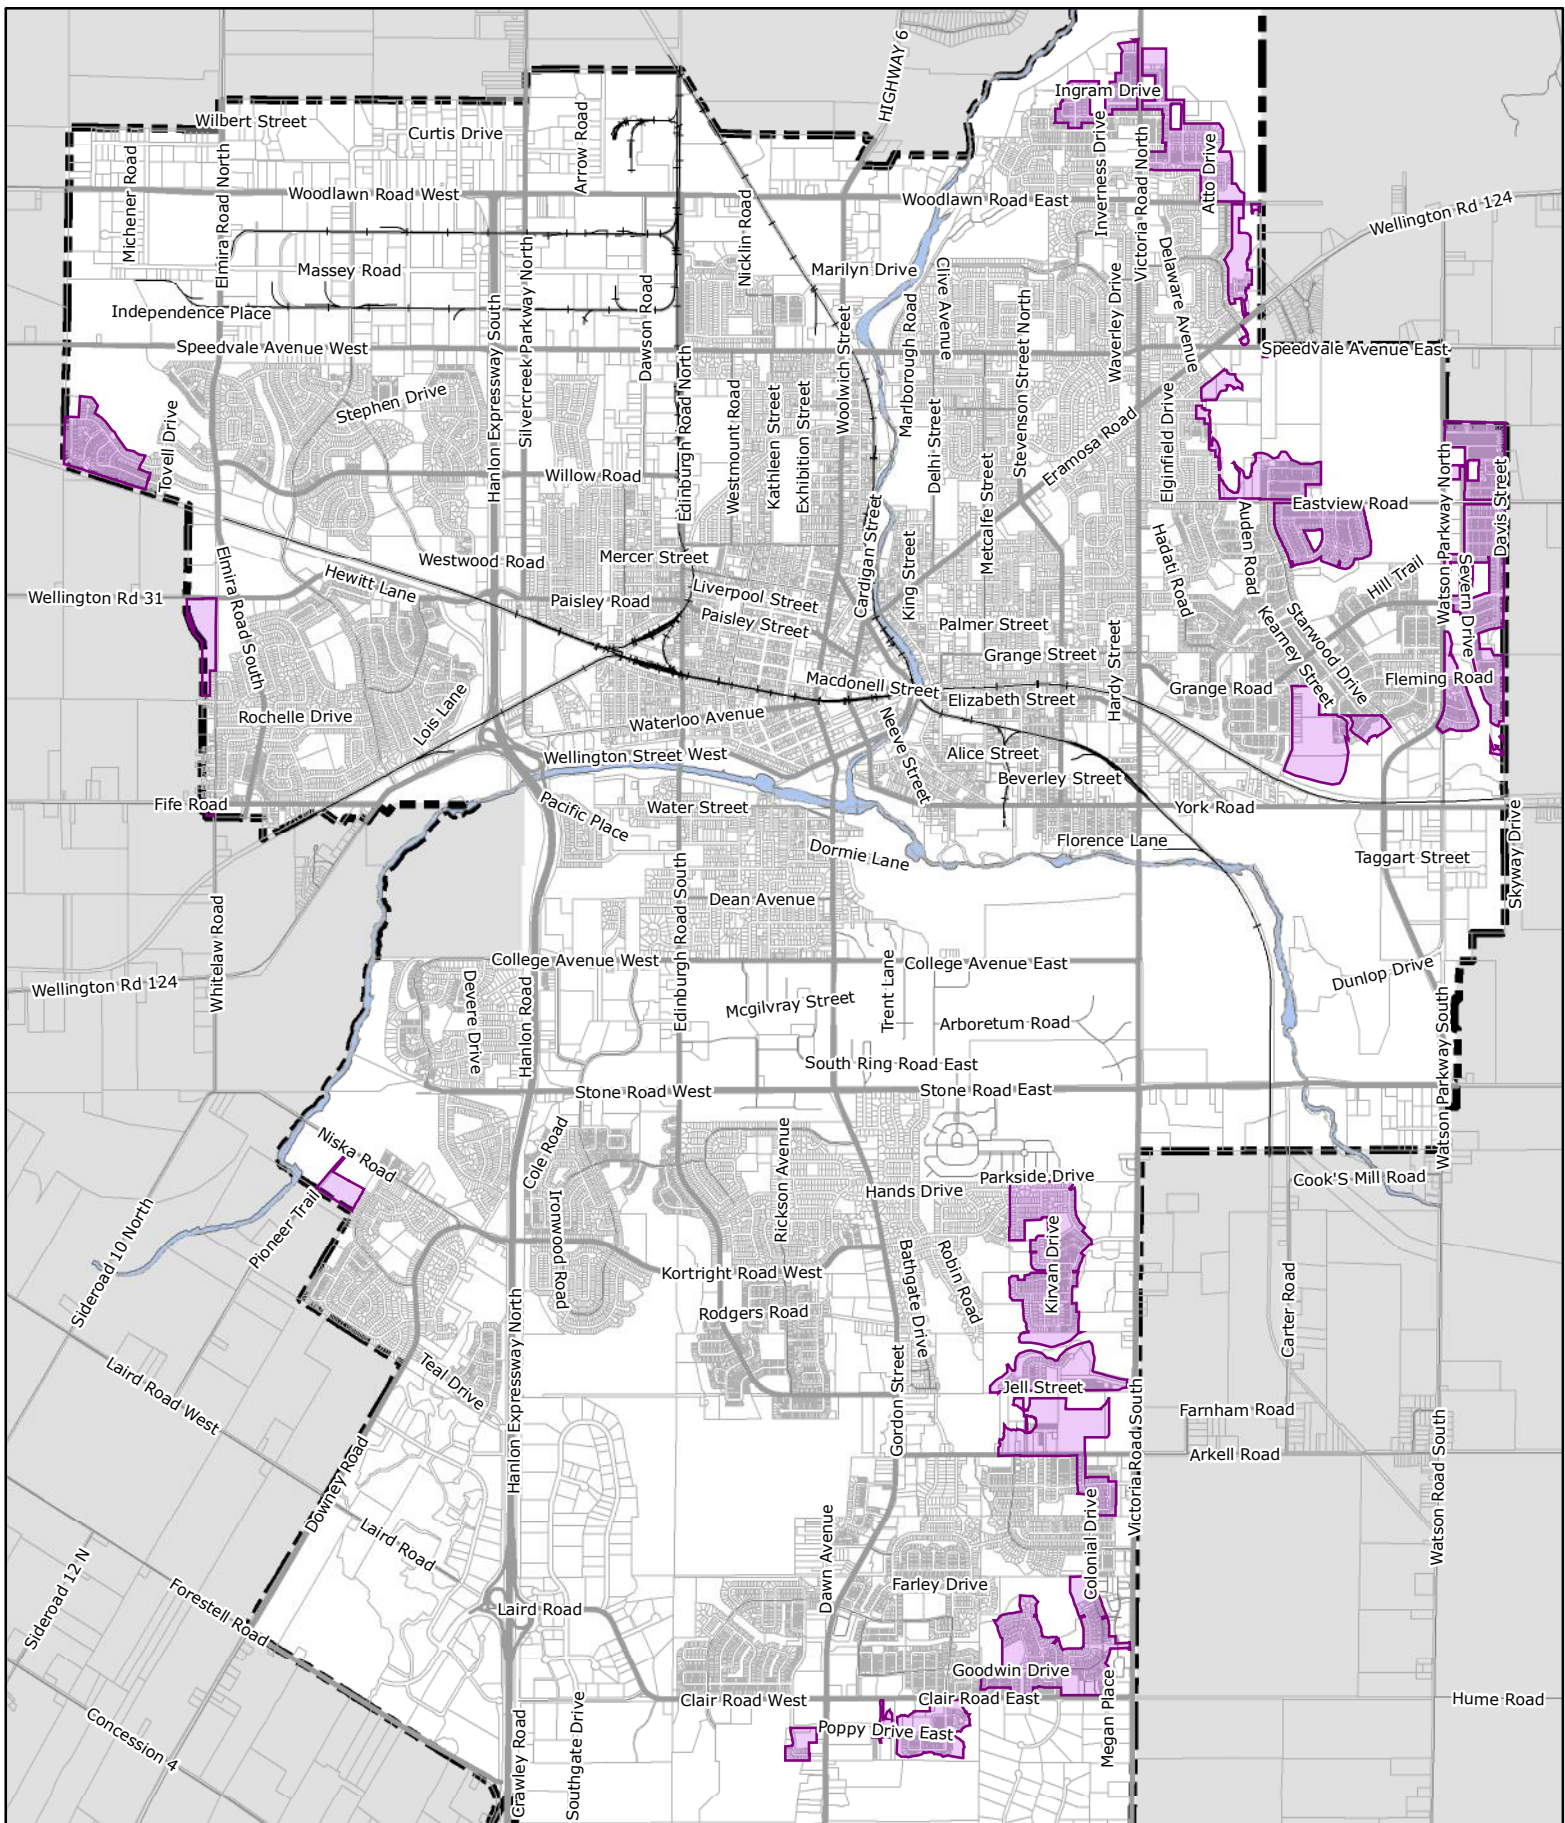 HIGHWAY 6
Ingram Drive
Wilbert Street
Curtis Drive
Arrow Road
Michener Road
Elmira Road North
Inverness Drive
Victoria Road North
Atto Drive
Woodlawn Road West
Woodlawn Road East
Wellington Rd 124
Nicklin Road
Massey Road
Marilyn Drive
Delaware Avenue
Independence Place
Silvercreek Parkway North
Dawson Road
Marlborough Road
Clive Avenue
Stevenson Street North
Waverley Drive
Speedvale Avenue West
Speedvale Avenue East
Hanlon Expressway South
Woolwich Street
Stephen Drive
Tovell Drive
Edinburgh Road North
Westmount Road
Kathleen Street
Exhibition Street
Delhi Street
Eramosa Road
Elginfield Drive
Willow Road
Metcalfe Street
Watson Parkway North
Davis Street
Eastview Road
Cardigan Street
King Street
Hadati Road
Auden Road
Westwood Road
Mercer Street
Hewitt Lane
Elmira Road South
Hill Trail
Severn Drive
Wellington Rd 31
Paisley Road
Liverpool Street
Paisley Street
Palmer Street
Starwood Drive
Kearney Street
Grange Street
Hardy Street
Macdonell Street
Grange Road
Fleming Road
Elizabeth Street
Rochelle Drive
Lois Lane
Waterloo Avenue
Neeve Street
Wellington Street West
Alice Street
Beverley Street
Fife Road
Pacific Place
Water Street
York Road
Florence Lane
Dormie Lane
Taggart Street
Skyway Drive
Dean Avenue
Edinburgh Road South
Whitelaw Road
College Avenue West
College Avenue East
Trent Lane
Wellington Rd 124
Devere Drive
Hanlon Road
Mcgilvray Street
Dunlop Drive
Arboretum Road
Watson Parkway South
South Ring Road East
Stone Road West
Stone Road East
Niska Road
Cole Road
Rickson Avenue
Parkside Drive
Cook'S Mill Road
Hands Drive
Pioneer Trail
Sideroad 10 North
Ironwood Road
Bathgate Drive
Robin Road
Kirvan Drive
Kortright Road West
Rodgers Road
Carter Road
Hanlon Expressway North
Laird Road West
Teal Drive
Gordon Street
Jell Street
Victoria Road South
Farnham Road
Arkell Road
Watson Road South
Downey Road
Laird Road
Dawn Avenue
Colonial Drive
Sideroad 12 N
Farley Drive
Forestell Road
Laird Road
Goodwin Drive
Clair Road West
Clair Road East
Hume Road
Megan Place
Concession 4
Crawley Road
Southgate Drive
Poppy Drive East